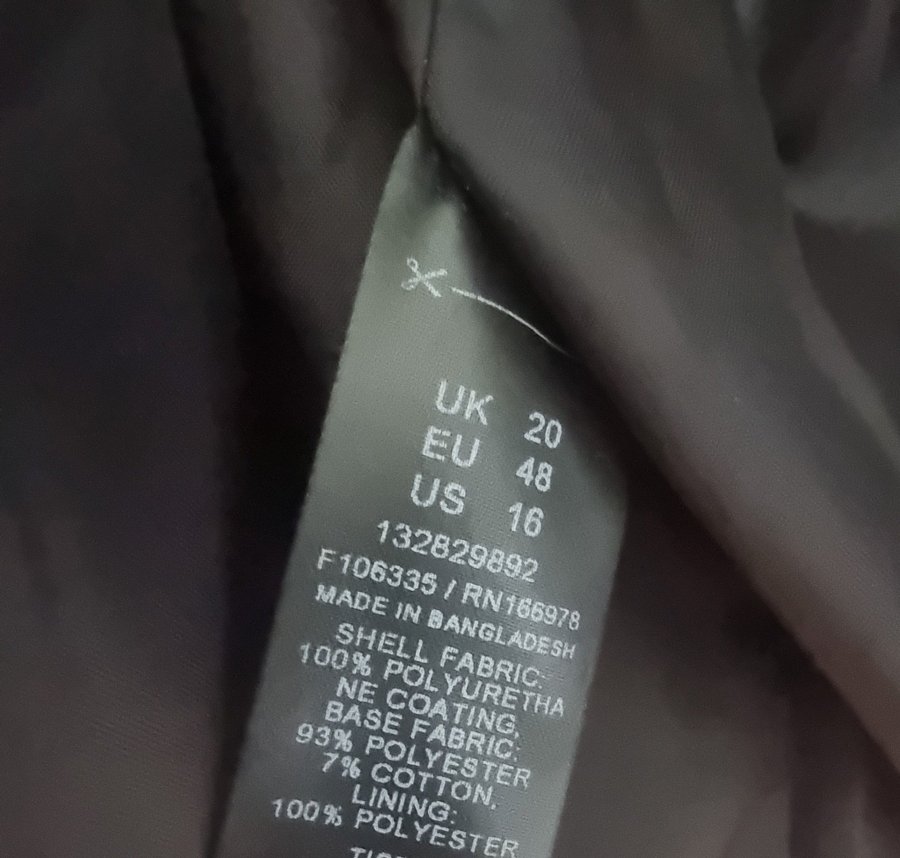 UK 20
EU 48
US 16
132829892
F106335 / RN166978
MADE IN BANGLADESH
SHELL FABRIC:
100% POLYURETHA
NE COATING,
BASE FABRIC:
93% POLYESTER
7% COTTON.
LINING:
100% POLYESTER